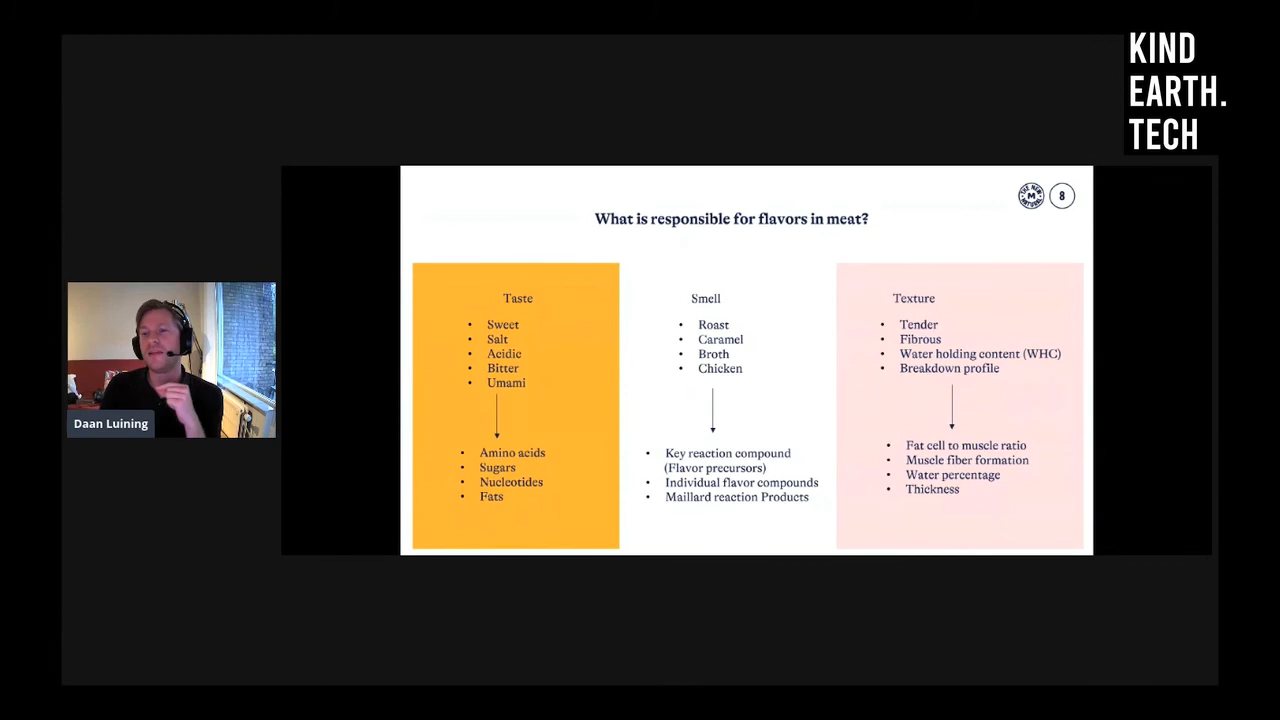 KIND
EARTH.
TECH
THE NEW
M
NATURAL
8
What is responsible for flavors in meat?
Taste
• Sweet
• Salt
• Acidic
• Bitter
• Umami
• Amino acids
• Sugars
• Nucleotides
• Fats
Smell
• Roast
• Caramel
• Broth
• Chicken
• Key reaction compound
(Flavor precursors)
• Individual flavor compounds
• Maillard reaction Products
Texture
• Tender
• Fibrous
• Water holding content (WHC)
• Breakdown profile
• Fat cell to muscle ratio
• Muscle fiber formation
• Water percentage
• Thickness
Daan Luining